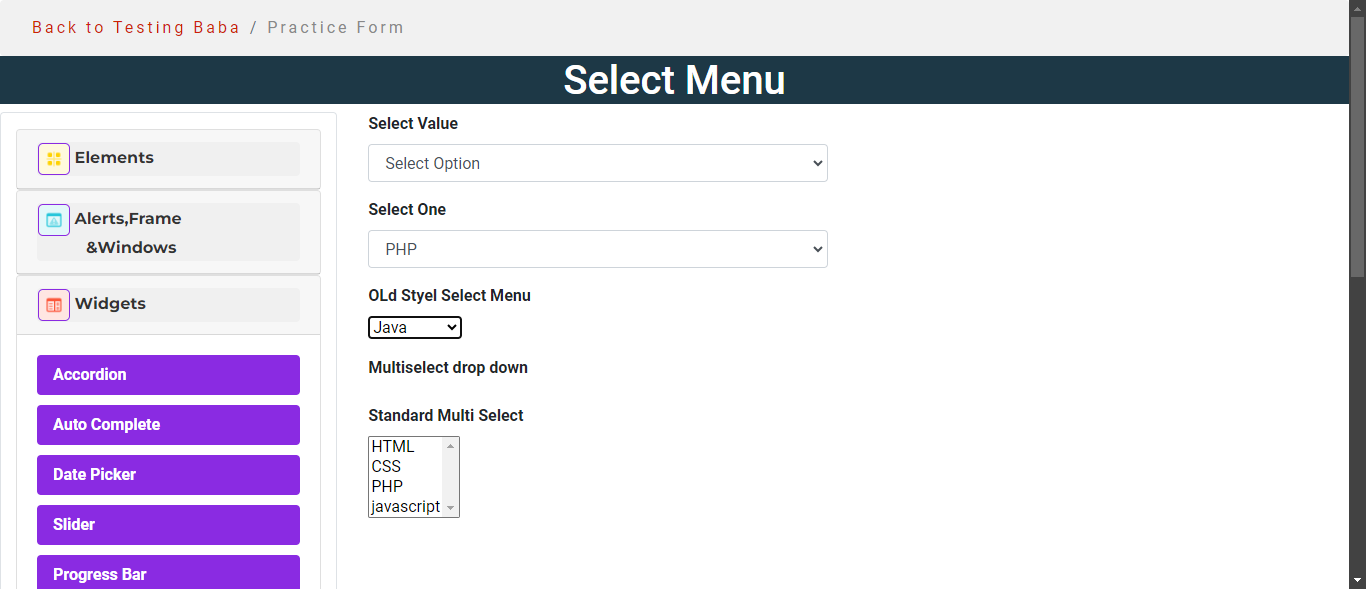 Back to Testing Baba / Practice Form
Select Menu
Elements
Alerts,Frame
&Windows
Widgets
Accordion
Auto Complete
Date Picker
Slider
Progress Bar
Select Value
Select Option
Select One
PHP
OLd Styel Select Menu
Java
Multiselect drop down
Standard Multi Select
HTML
CSS
PHP
javascript